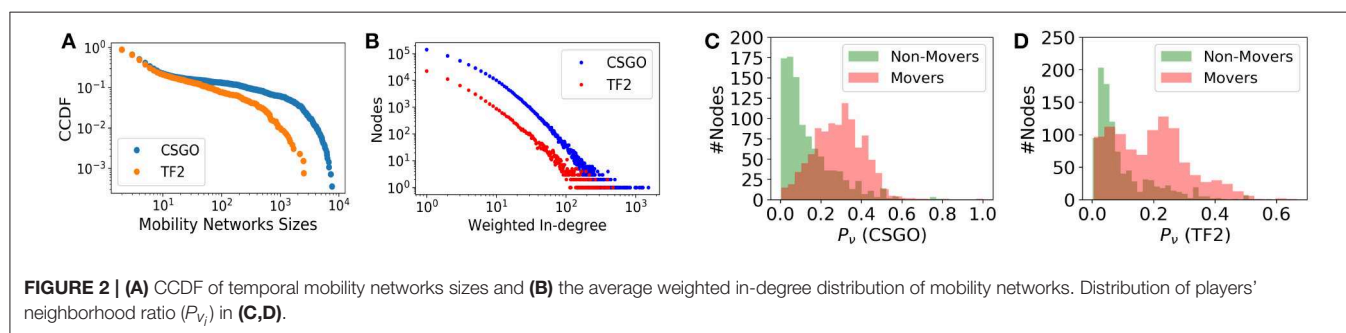 A
CCDF
10^0
10^-1
10^-2
10^-3
CSGO
TF2
10^1
10^2
10^3
10^4
Mobility Networks Sizes
B
Nodes
10^5
10^4
10^3
10^2
10^1
10^0
CSGO
TF2
10^0
10^1
10^2
10^3
Weighted In-degree
C
#Nodes
200
175
150
125
100
75
50
25
0
Non-Movers
Movers
0.0 0.2 0.4 0.6 0.8 1.0
P_ν (CSGO)
D
#Nodes
250
200
150
100
50
0
Non-Movers
Movers
0.0 0.2 0.4 0.6
P_ν (TF2)
FIGURE 2 | (A) CCDF of temporal mobility networks sizes and (B) the average weighted in-degree distribution of mobility networks. Distribution of players’
neighborhood ratio (P_{v_j}) in (C,D).